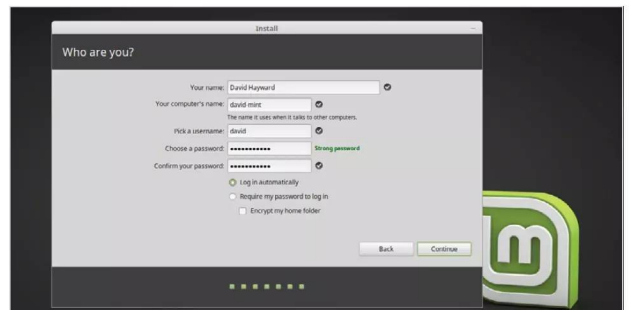 Install
Who are you?
Your name: David Hayward
Your computer's name: david-mint
The name it uses when it talks to other computers.
Pick a username: david
Choose a password: ●●●●●●●●●●● Strong password
Confirm your password: ●●●●●●●●●●●
Log in automatically
Require my password to log in
Encrypt my home folder
Back Continue